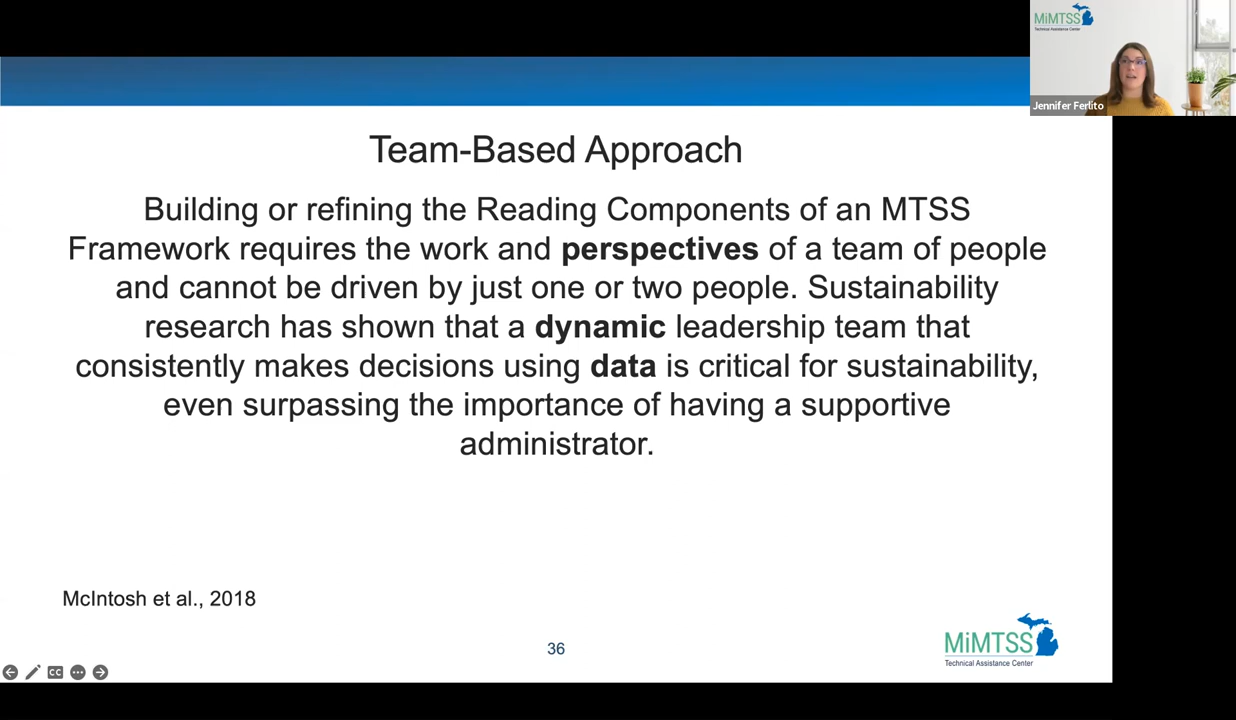 MiMTSS
Technical Assistance Center
Jennifer Ferlito
Team-Based Approach
Building or refining the Reading Components of an MTSS
Framework requires the work and perspectives of a team of people
and cannot be driven by just one or two people. Sustainability
research has shown that a dynamic leadership team that
consistently makes decisions using data is critical for sustainability,
even surpassing the importance of having a supportive
administrator.
McIntosh et al., 2018
36
MiMTSS
Technical Assistance Center
CC